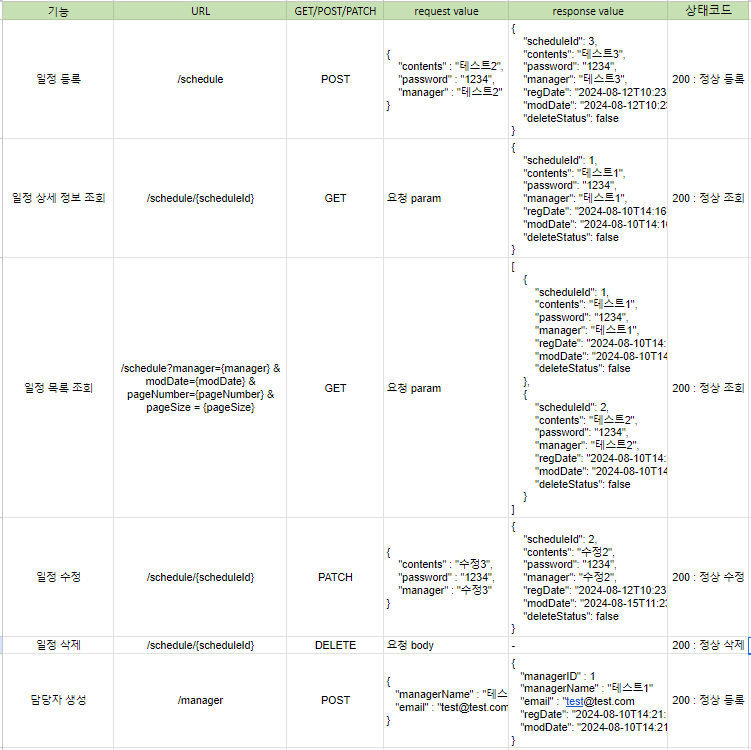 기능 URL GET/POST/PATCH request value response value 상태코드
일정 등록
/schedule
POST
{
"contents" : "테스트2",
"password" : "1234",
"manager" : "테스트2"
}
{
"scheduleId": 3,
"contents": "테스트3",
"password": "1234",
"manager": "테스트3",
"regDate": "2024-08-12T10:23
"modDate": "2024-08-12T10:23
"deleteStatus": false
}
200 : 정상 등록
일정 상세 정보 조회
/schedule/{scheduleId}
GET
요청 param
{
"scheduleId": 1,
"contents": "테스트1",
"password": "1234",
"manager": "테스트1",
"regDate": "2024-08-10T14:16
"modDate": "2024-08-10T14:16
"deleteStatus": false
}
200 : 정상 조회
일정 목록 조회
/schedule?manager={manager} &
modDate={modDate} &
pageNumber={pageNumber} &
pageSize = {pageSize}
GET
요청 param
[
{
"scheduleId": 1,
"contents": "테스트1",
"password": "1234",
"manager": "테스트1",
"regDate": "2024-08-10T14:
"modDate": "2024-08-10T14
"deleteStatus": false
},
{
"scheduleId": 2,
"contents": "테스트2",
"password": "1234",
"manager": "테스트2",
"regDate": "2024-08-10T14:
"modDate": "2024-08-10T14
"deleteStatus": false
}
]
200 : 정상 조회
일정 수정
/schedule/{scheduleId}
PATCH
{
"contents" : "수정3",
"password" : "1234",
"manager" : "수정3"
}
{
"scheduleId": 2,
"contents": "수정2",
"password": "1234",
"manager": "수정2",
"regDate": "2024-08-12T10:23
"modDate": "2024-08-15T11:23
"deleteStatus": false
}
200 : 정상 수정
일정 삭제
/schedule/{scheduleId}
DELETE
요청 body
-
200 : 정상 삭제
담당자 생성
/manager
POST
{
"managerName" : "테스
"email" : "test@test.com
}
{
"managerID" : 1
"managerName" : "테스트1"
"email" : "test@test.com
"regDate": "2024-08-10T14:21:
"modDate": "2024-08-10T14:21
}
200 : 정상 등록